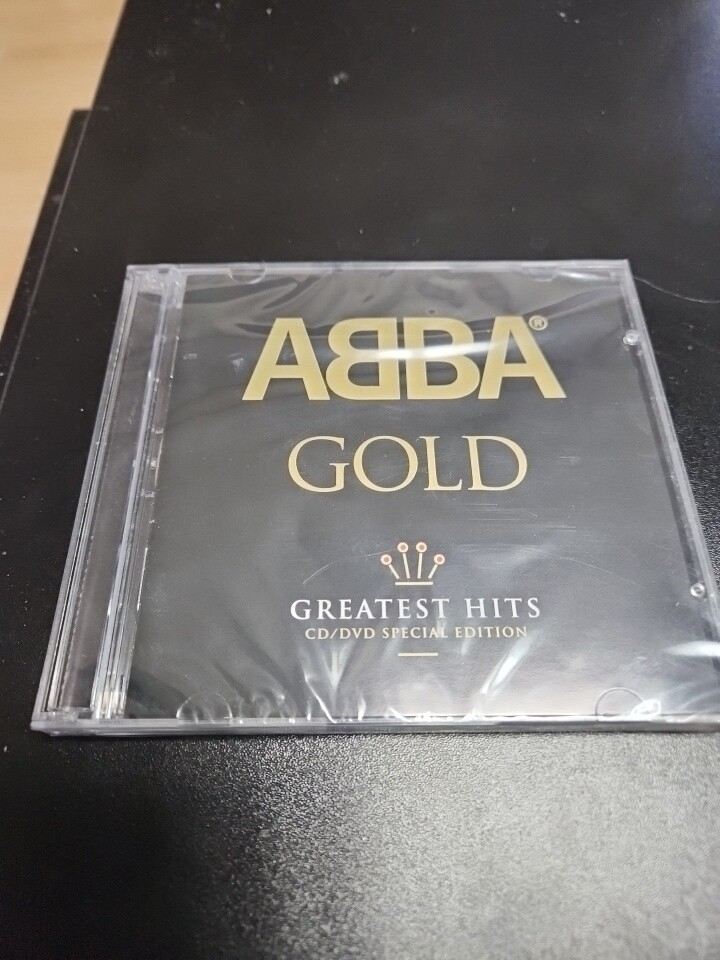 ABBA®
GOLD
GREATEST HITS
CD/DVD SPECIAL EDITION